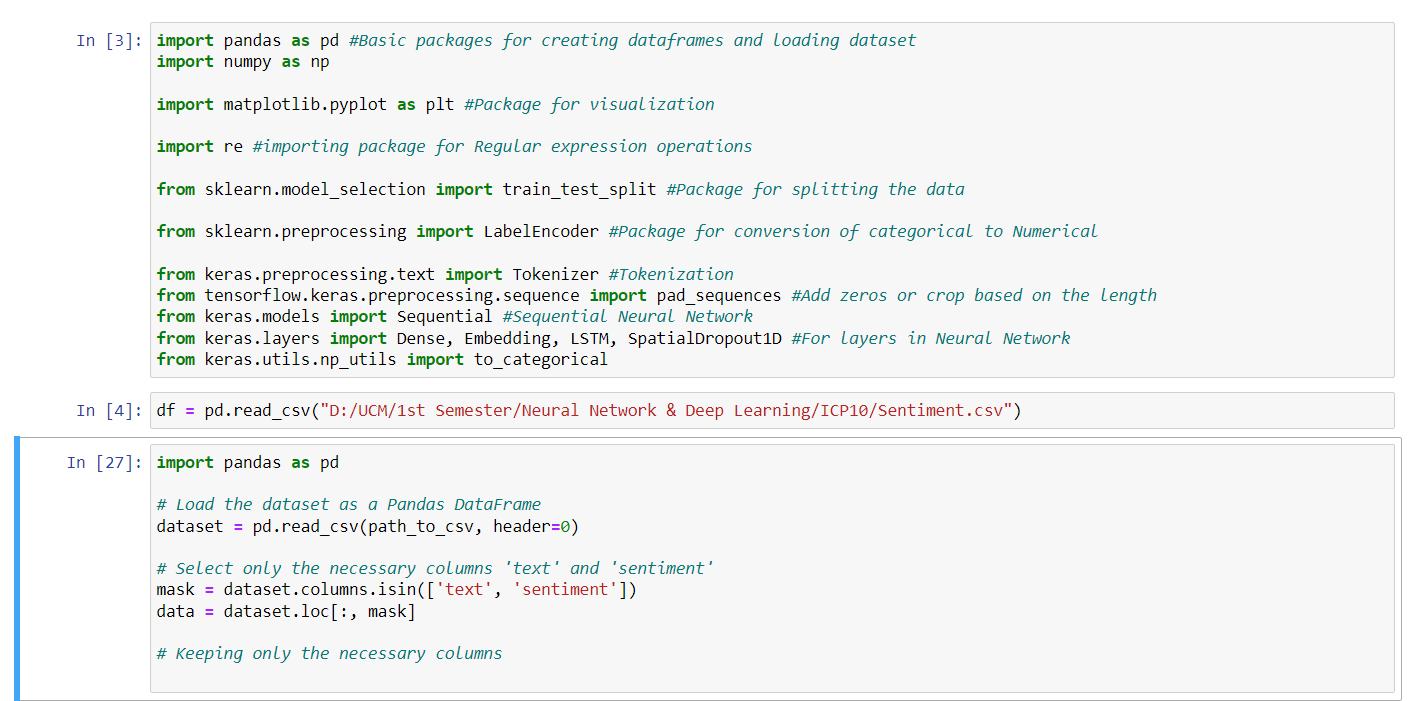 In [3]: import pandas as pd #Basic packages for creating dataframes and loading dataset
import numpy as np
import matplotlib.pyplot as plt #Package for visualization
import re #importing package for Regular expression operations
from sklearn.model_selection import train_test_split #Package for splitting the data
from sklearn.preprocessing import LabelEncoder #Package for conversion of categorical to Numerical
from keras.preprocessing.text import Tokenizer #Tokenization
from tensorflow.keras.preprocessing.sequence import pad_sequences #Add zeros or crop based on the length
from keras.models import Sequential #Sequential Neural Network
from keras.layers import Dense, Embedding, LSTM, SpatialDropout1D #For layers in Neural Network
from keras.utils.np_utils import to_categorical
In [4]: df = pd.read_csv("D:/UCM/1st Semester/Neural Network & Deep Learning/ICP10/Sentiment.csv")
In [27]: import pandas as pd
# Load the dataset as a Pandas DataFrame
dataset = pd.read_csv(path_to_csv, header=0)
# Select only the necessary columns 'text' and 'sentiment'
mask = dataset.columns.isin(['text', 'sentiment'])
data = dataset.loc[:, mask]
# Keeping only the necessary columns